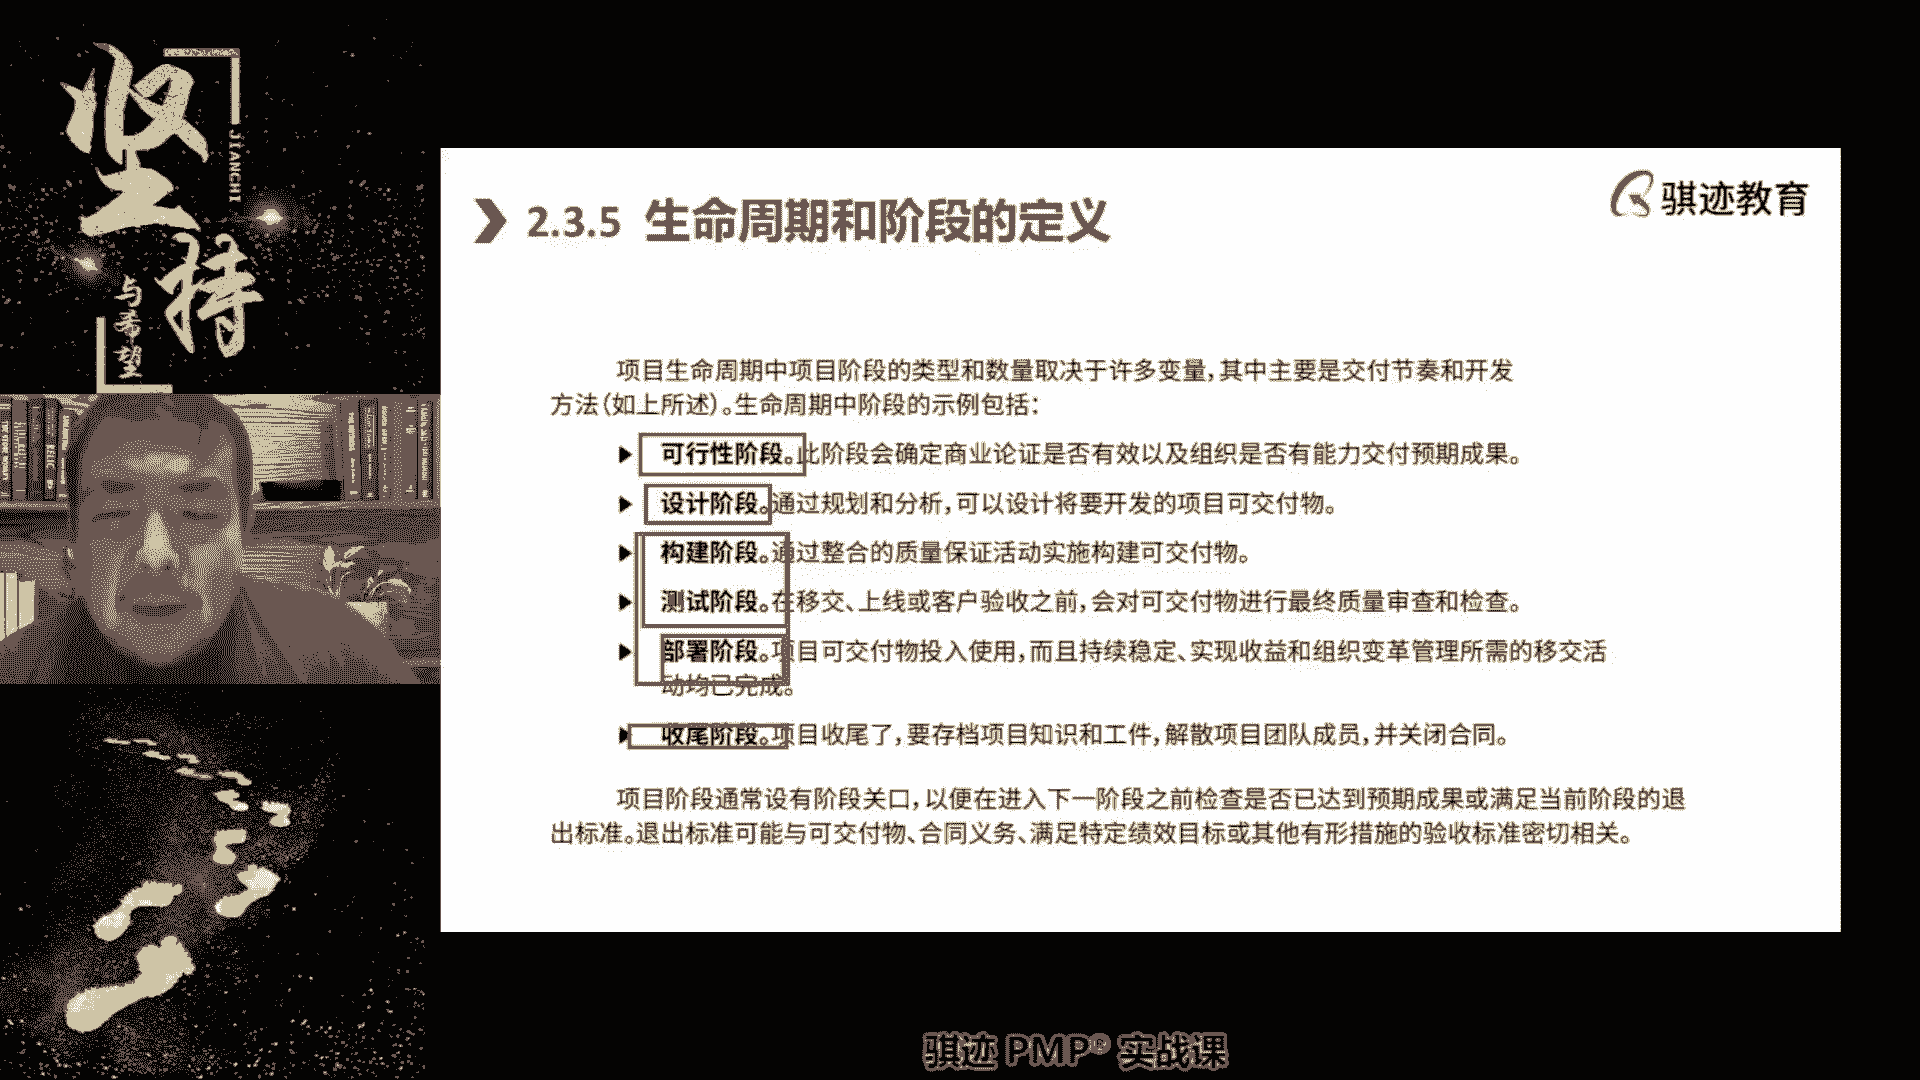 坚持
JIANCHI
与希望
骐迹教育
2.3.5 生命周期和阶段的定义
项目生命周期中项目阶段的类型和数量取决于许多变量,其中主要是交付节奏和开发
方法(如上所述)。生命周期中阶段的示例包括:
可行性阶段。此阶段会确定商业论证是否有效以及组织是否有能力交付预期成果。
设计阶段。通过规划和分析,可以设计将要开发的项目可交付物。
构建阶段。通过整合的质量保证活动实施构建可交付物。
测试阶段。在移交、上线或客户验收之前,会对可交付物进行最终质量审查和检查。
部署阶段。项目可交付物投入使用,而且持续稳定、实现收益和组织变革管理所需的移交活
动均已完成。
收尾阶段。项目收尾了,要存档项目知识和工件,解散项目团队成员,并关闭合同。
项目阶段通常设有阶段关口,以便在进入下一阶段之前检查是否已达到预期成果或满足当前阶段的退
出标准。退出标准可能与可交付物、合同义务、满足特定绩效目标或其他有形措施的验收标准密切相关。
骐迹 PMP® 实战课